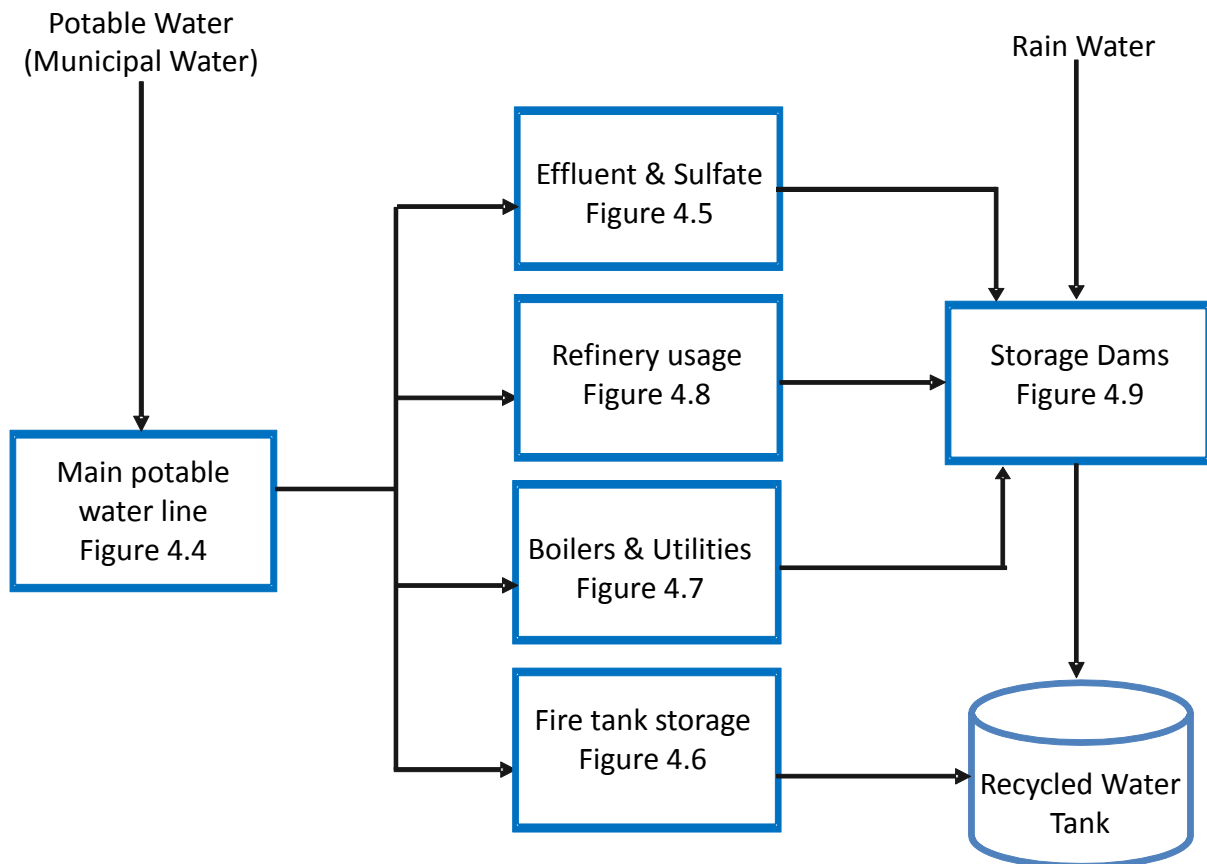 Potable Water
(Municipal Water)
Rain Water
Effluent & Sulfate
Figure 4.5
Refinery usage
Figure 4.8
Storage Dams
Figure 4.9
Main potable
water line
Figure 4.4
Boilers & Utilities
Figure 4.7
Fire tank storage
Figure 4.6
Recycled Water
Tank